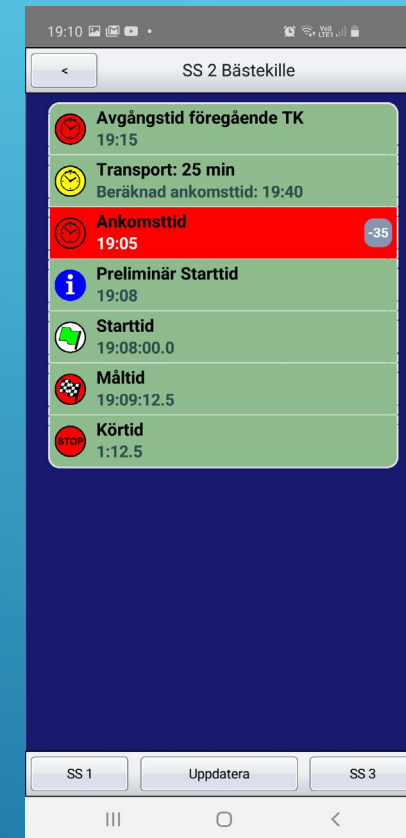 19:10
<
SS 2 Bästekille
Avgångstid föregående TK
19:15
Transport: 25 min
Beräknad ankomsttid: 19:40
Ankomsttid
19:05
-35
Preliminär Starttid
19:08
Starttid
19:08:00.0
Måltid
19:09:12.5
STOP
Körtid
1:12.5
SS 1
Uppdatera
SS 3